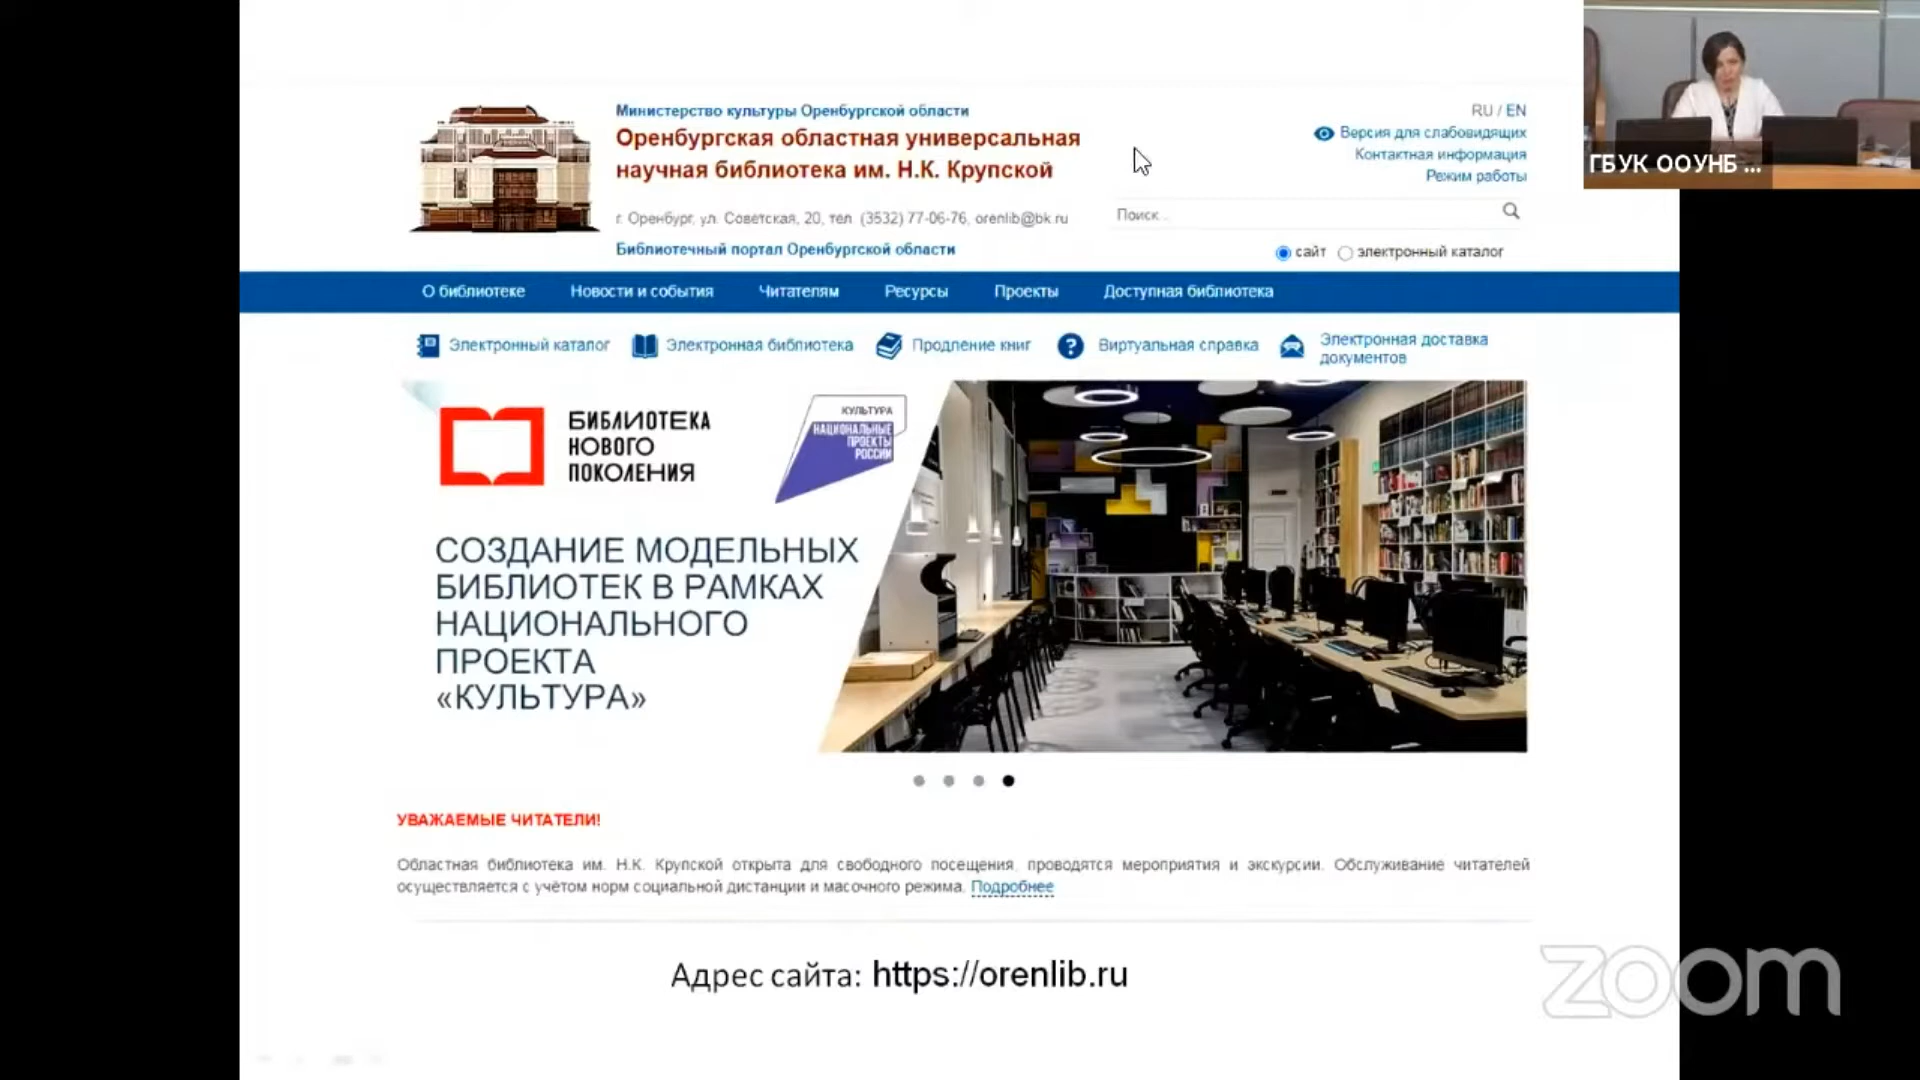 Министерство культуры Оренбургской области
Оренбургская областная универсальная
научная библиотека им. Н.К. Крупской
г. Оренбург, ул. Советская, 20, тел. (3532) 77-06-76, orenlib@bk.ru
Библиотечный портал Оренбургской области
RU / EN
Версия для слабовидящих
Контактная информация
Режим работы
Поиск...
сайт электронный каталог
ГБУК ООУНБ ...
О библиотеке Новости и события Читателям Ресурсы Проекты Доступная библиотека
Электронный каталог Электронная библиотека Продление книг Виртуальная справка Электронная доставка
документов
БИБЛИОТЕКА
НОВОГО
ПОКОЛЕНИЯ
КУЛЬТУРА
НАЦИОНАЛЬНЫЕ
ПРОЕКТЫ
РОССИИ
СОЗДАНИЕ МОДЕЛЬНЫХ
БИБЛИОТЕК В РАМКАХ
НАЦИОНАЛЬНОГО
ПРОЕКТА
«КУЛЬТУРА»
УВАЖАЕМЫЕ ЧИТАТЕЛИ!
Областная библиотека им. Н.К. Крупской открыта для свободного посещения, проводятся мероприятия и экскурсии. Обслуживание читателей
осуществляется с учётом норм социальной дистанции и масочного режима. Подробнее
Адрес сайта: https://orenlib.ru
zoom